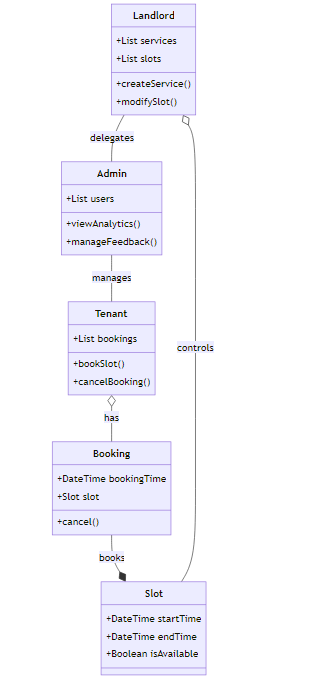 Landlord
+List services
+List slots
+createService()
+modifySlot()
delegates
Admin
+List users
+viewAnalytics()
+manageFeedback()
manages
Tenant
+List bookings
+bookSlot()
+cancelBooking()
controls
has
Booking
+DateTime bookingTime
+Slot slot
+cancel()
books
Slot
+DateTime startTime
+DateTime endTime
+Boolean isAvailable